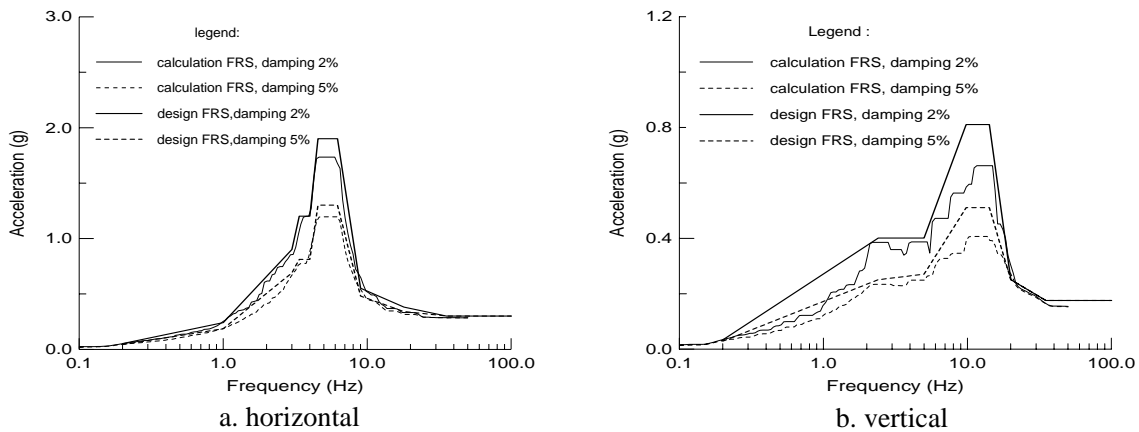 3.0
2.0
1.0
0.0
Acceleration (g)
legend:
calculation FRS, damping 2%
calculation FRS, damping 5%
design FRS,damping 2%
design FRS,damping 5%
0.1
1.0
10.0
100.0
Frequency (Hz)
a. horizontal
1.2
0.8
0.4
0.0
Acceleration (g)
Legend :
calculation FRS, damping 2%
calculation FRS, damping 5%
design FRS, damping 2%
design FRS, damping 5%
0.1
1.0
10.0
100.0
Frequency (Hz)
b. vertical